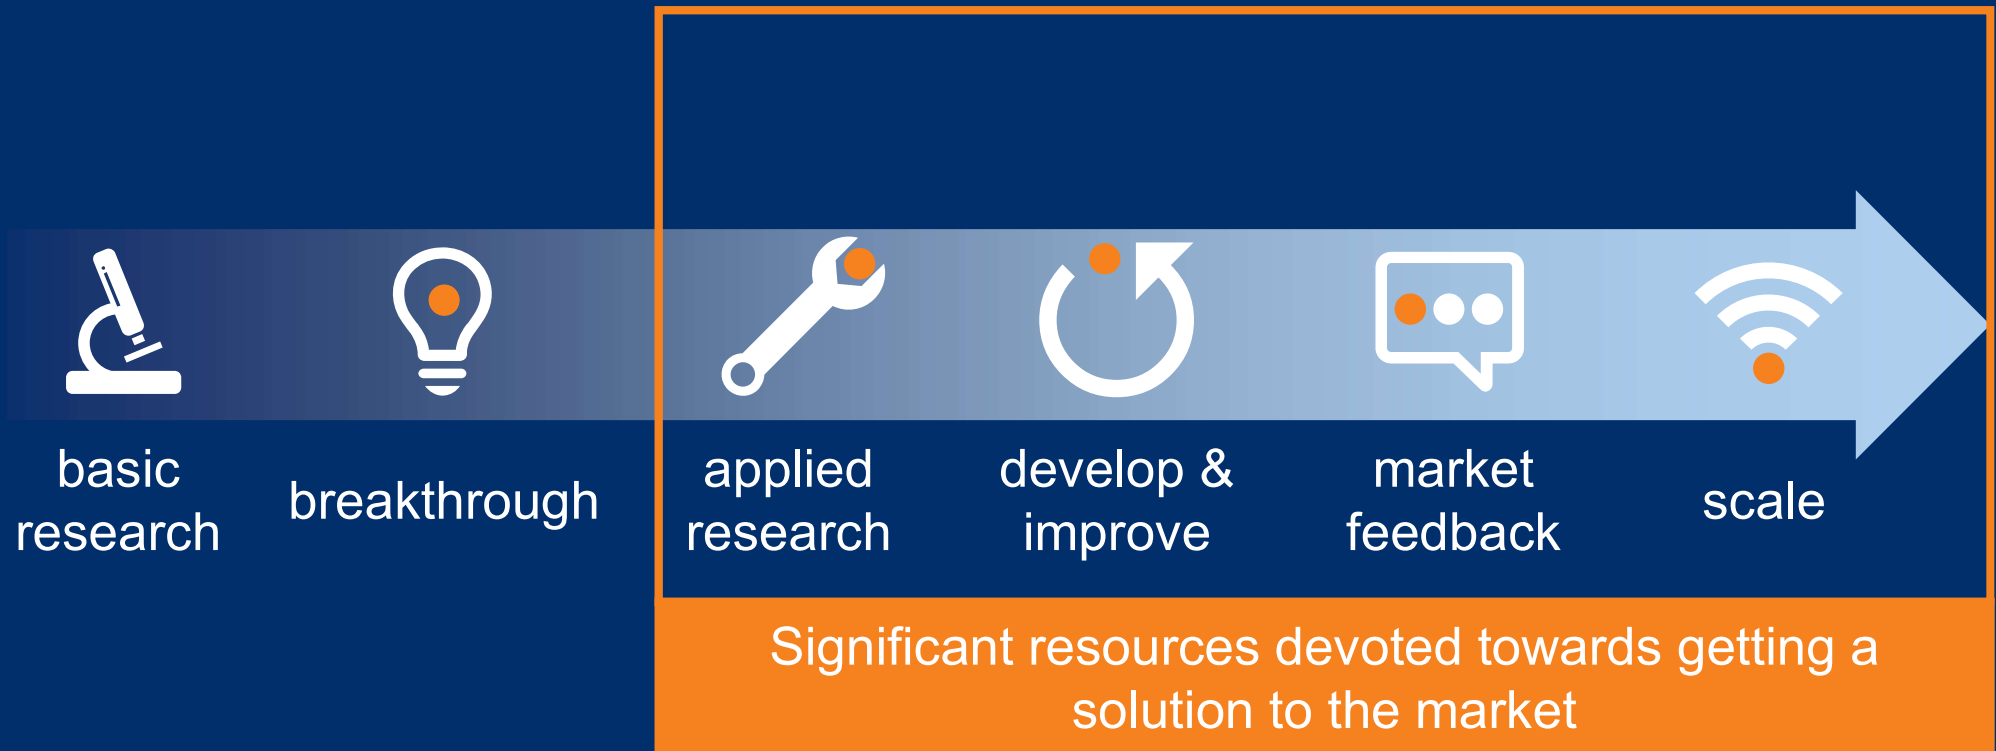 basic
research
breakthrough
applied
research
develop &
improve
market
feedback
scale
Significant resources devoted towards getting a
solution to the market